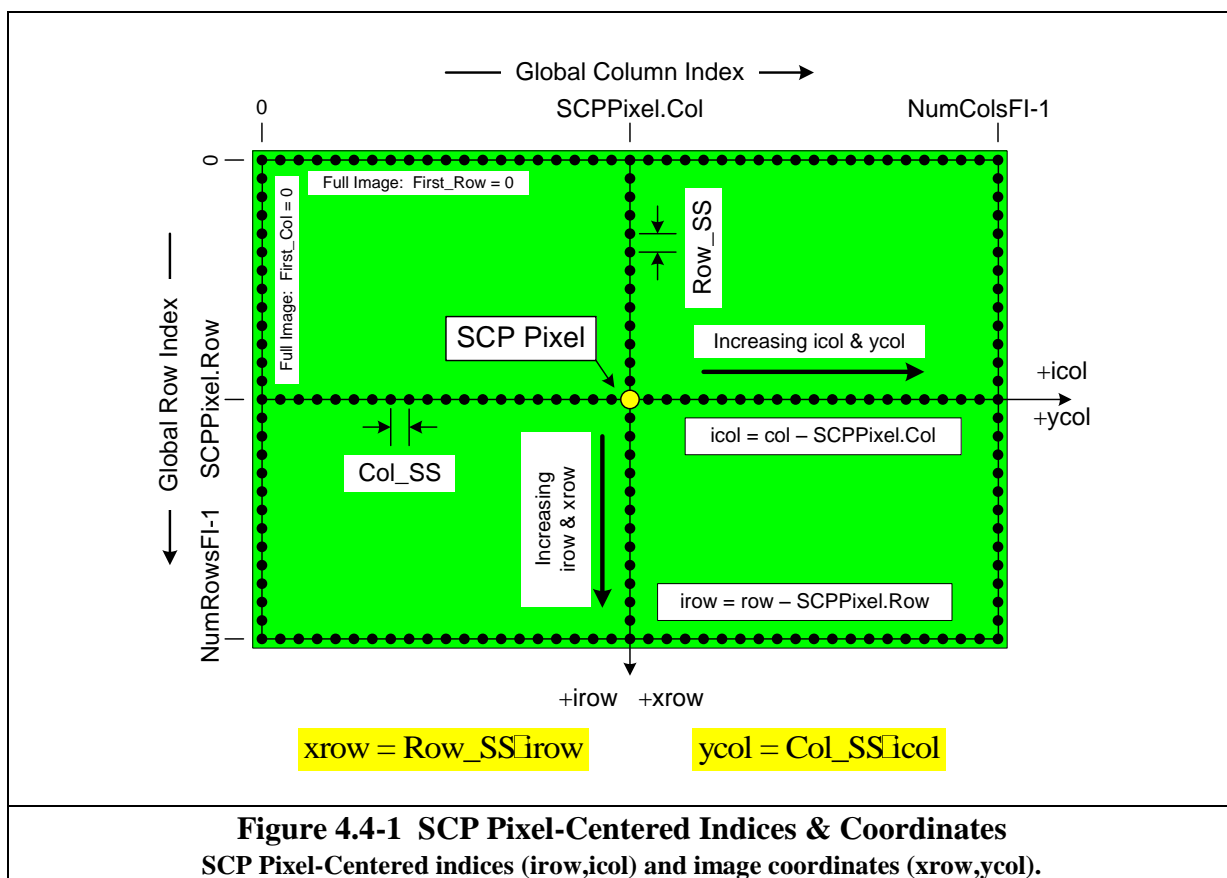 Global Column Index
0
SCPPixel.Col
NumColsFI-1
0
Full Image: First_Row = 0
Full Image: First_Col = 0
Row_SS
Global Row Index
SCPPixel.Row
SCP Pixel
Increasing icol & ycol
+icol
+ycol
icol = col – SCPPixel.Col
Col_SS
Increasing
irow & xrow
NumRowsFI-1
irow = row – SCPPixel.Row
+irow +xrow
xrow = Row_SS□irow
ycol = Col_SS□icol
Figure 4.4-1 SCP Pixel-Centered Indices & Coordinates
SCP Pixel-Centered indices (irow,icol) and image coordinates (xrow,ycol).